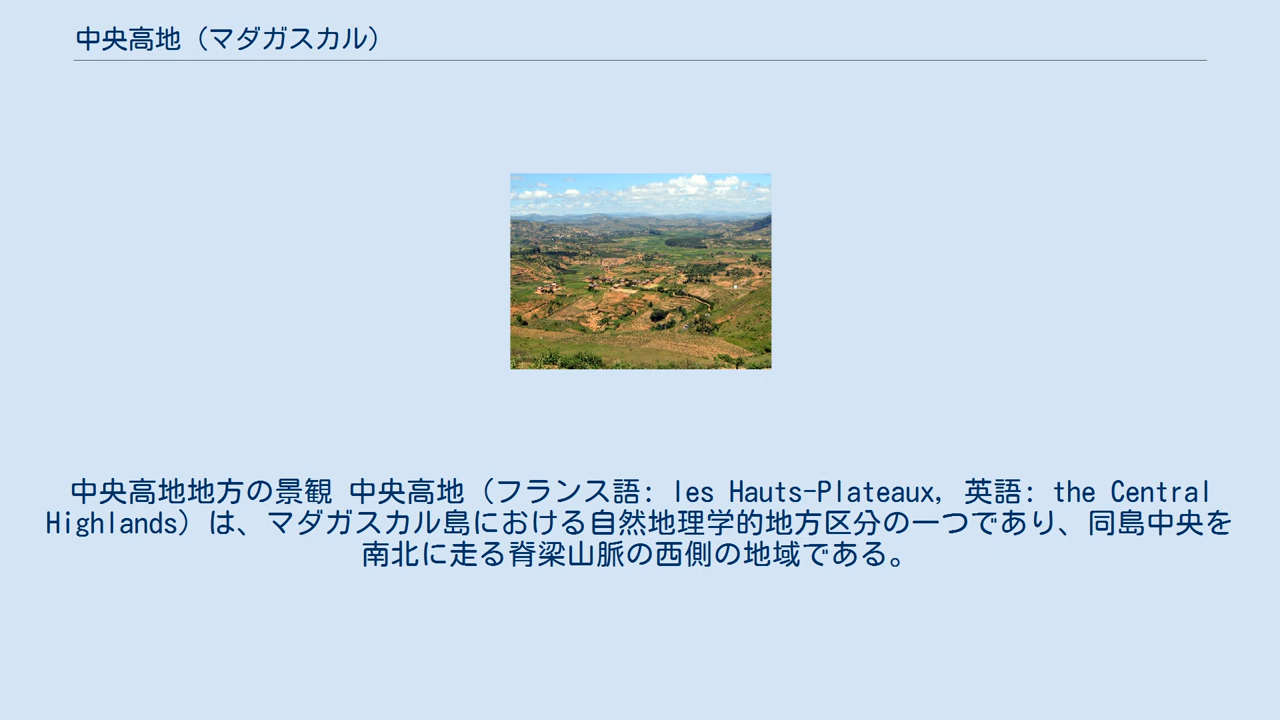 中央高地（マダガスカル）
中央高地地方の景観 中央高地（フランス語: les Hauts-Plateaux, 英語: the Central
Highlands）は、マダガスカル島における自然地理学的地方区分の一つであり、同島中央を
南北に走る脊梁山脈の西側の地域である。